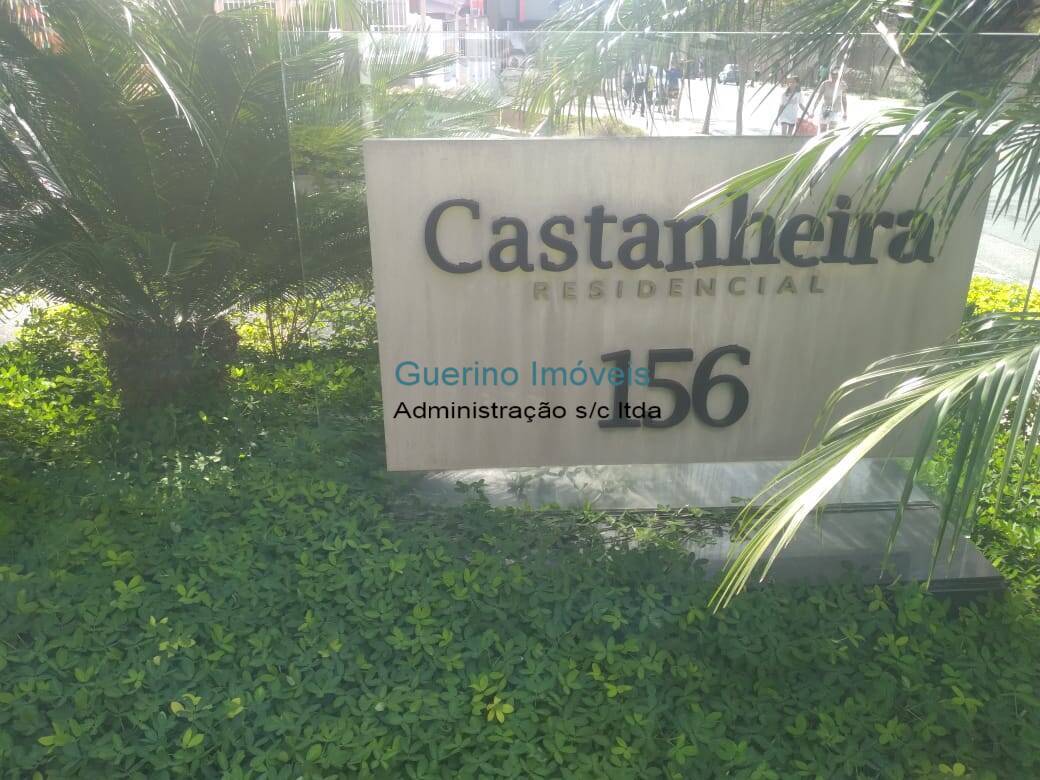 Castanheira
RESIDENCIAL
156
Guerino Imóveis
Administração s/c ltda